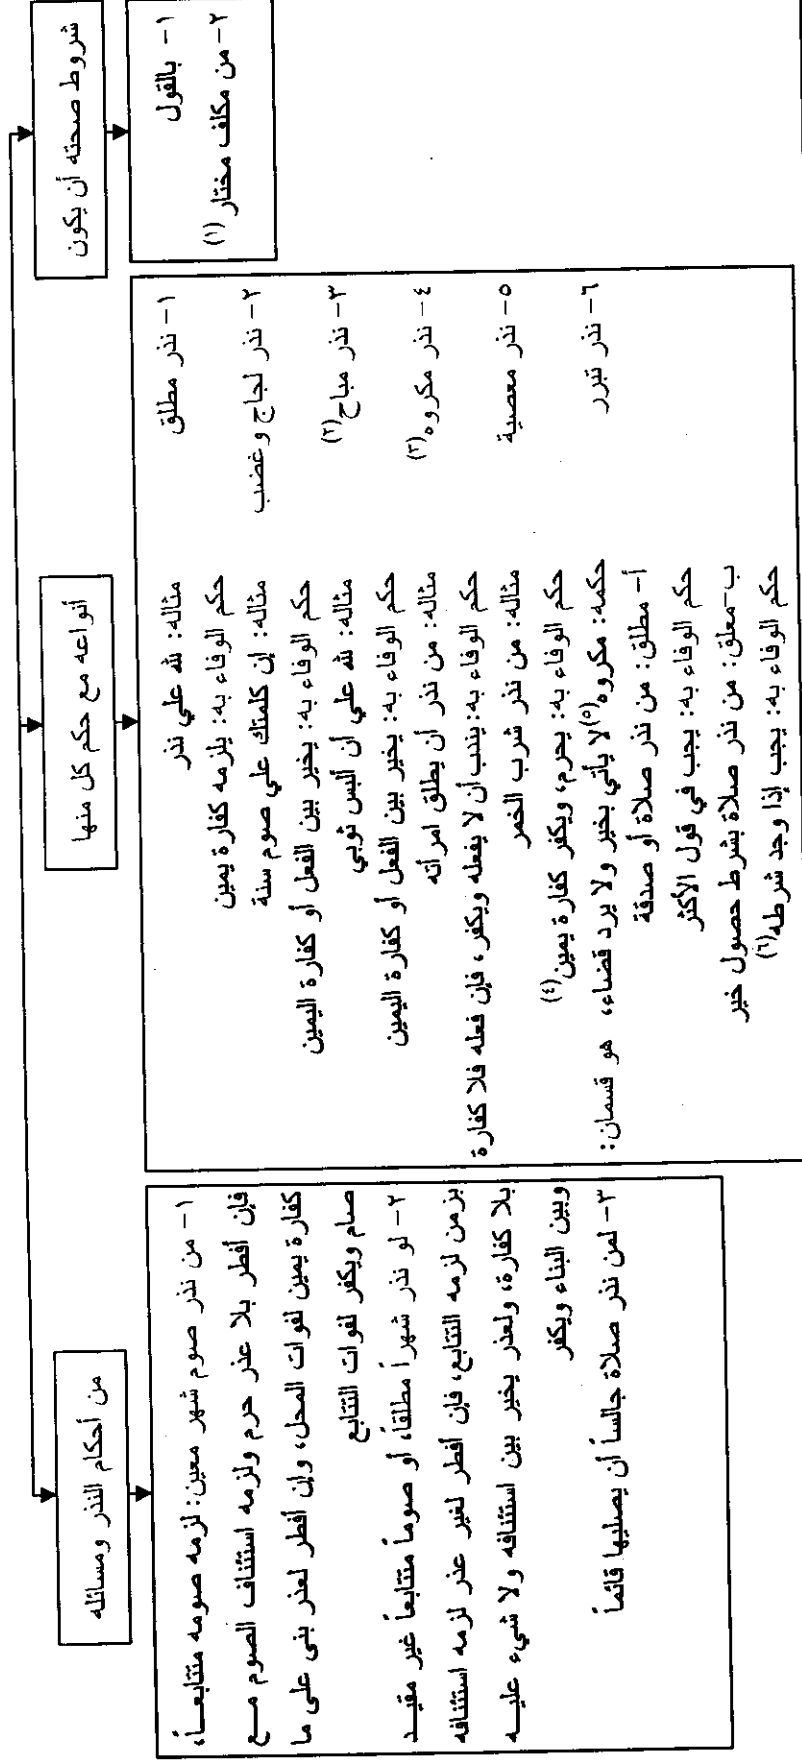 شروط صحته أن يكون
١- بالقول
٢- من مكلف مختار (١)
أنواعه مع حكم كل منها
١- نذر مطلق
مثاله: لله علي نذر
حكم الوفاء به: يلزمه كفارة يمين
٢- نذر لجاج وغضب
مثاله: إن كلمتك علي صوم سنة
حكم الوفاء به: يخير بين الفعل أو كفارة اليمين
٣- نذر مباح (٢)
مثاله: لله علي أن ألبس ثوبي
حكم الوفاء به: يخير بين الفعل أو كفارة اليمين
٤- نذر مكروه (٣)
مثاله: من نذر أن يطلق امرأته
حكم الوفاء به: يندب أن لا يفعله ويكفر، فإن فعله فلا كفارة
٥- نذر معصية
مثاله: من نذر شرب الخمر
حكم الوفاء به: يحرم، ويكفر كفارة يمين (٤)
٦- نذر تبرر
حكمه: مكروه (٥) لا يأتي بخير ولا يرد قضاء، هو قسمان:
أ- مطلق: من نذر صلاة أو صدقة
حكم الوفاء به: يجب في قول الأكثر
ب- معلق: من نذر صلاة بشرط حصول خير
حكم الوفاء به: يجب إذا وجد شرطه (٦)
من أحكام النذر ومسائله
١- من نذر صوم شهر معين: لزمه صومه متتابعاً،
فإن أفطر بلا عذر حرم ولزمه استئناف الصوم مع
كفارة يمين لفوات المحل، وإن أفطر لعذر بنى على ما
صام ويكفر لفوات التتابع
٢- لو نذر شهراً مطلقاً، أو صوماً متتابعاً غير مقيد
بزمن لزمه التتابع، فإن أفطر لغير عذر لزمه استئنافه
بلا كفارة، ولعذر يخير بين استئنافه ولا شيء عليه
وبين البناء ويكفر
٣- لمن نذر صلاة جالساً أن يصليها قائماً